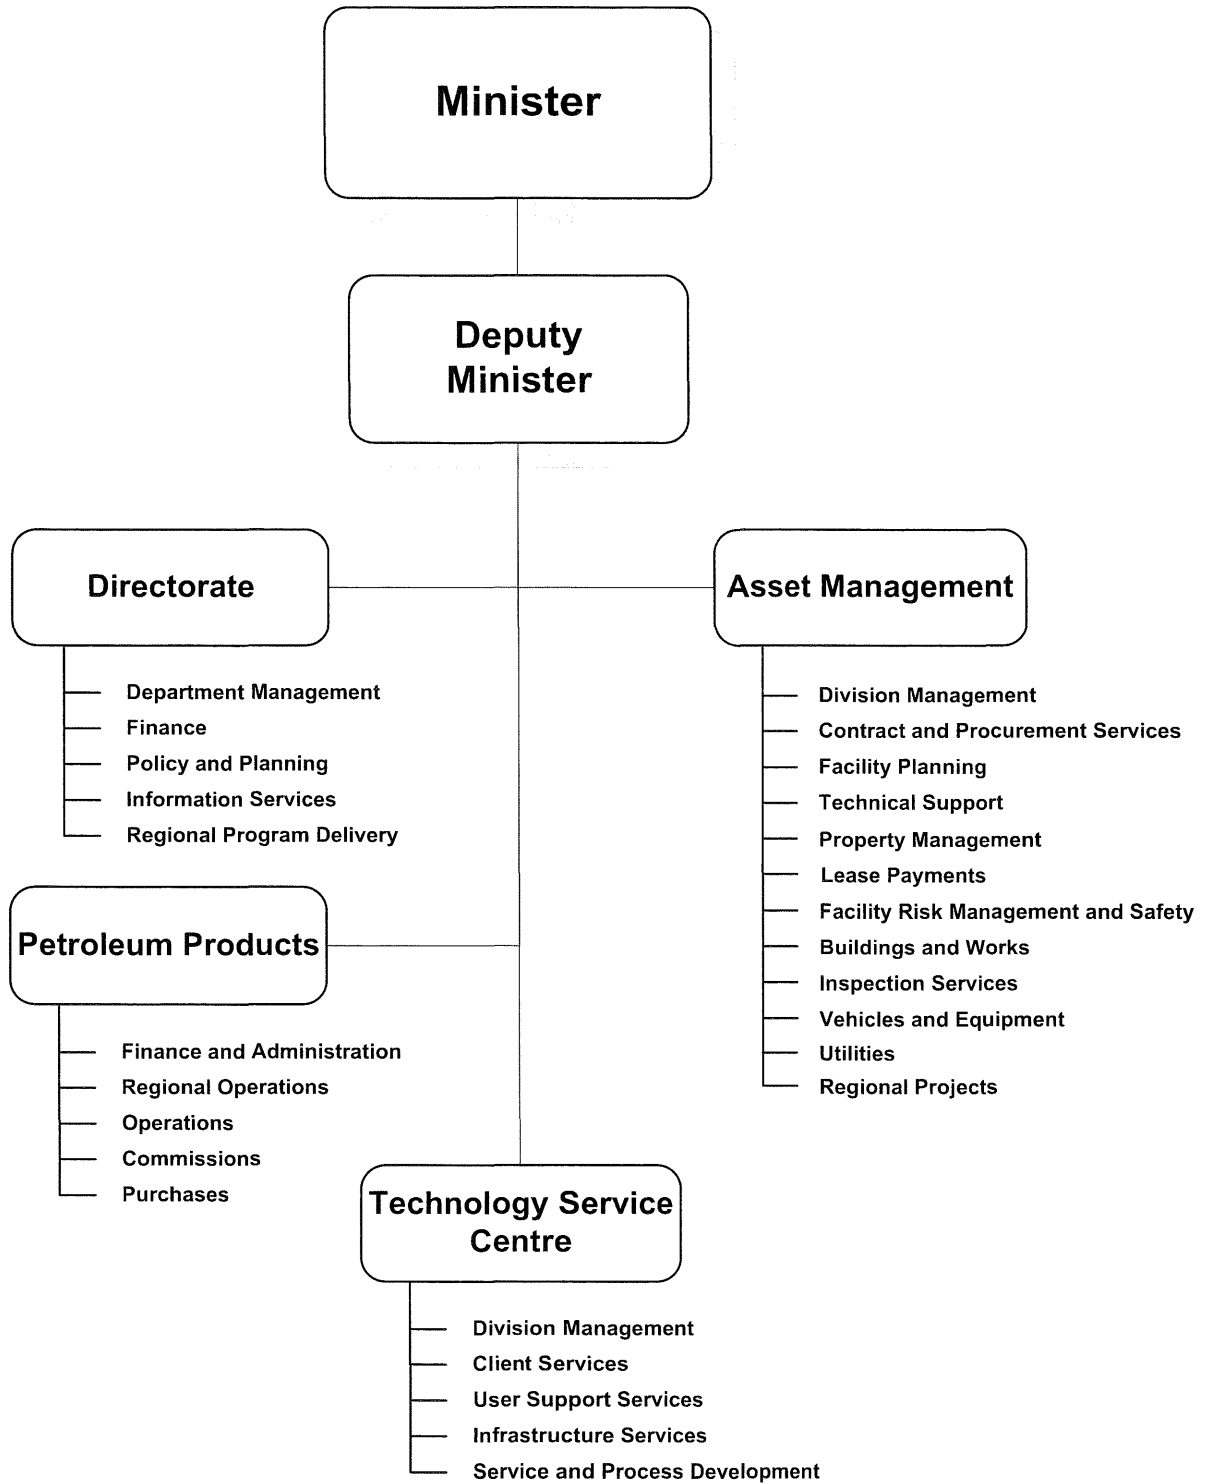 Minister
Deputy
Minister
Directorate
Department Management
Finance
Policy and Planning
Information Services
Regional Program Delivery
Asset Management
Division Management
Contract and Procurement Services
Facility Planning
Technical Support
Property Management
Lease Payments
Facility Risk Management and Safety
Buildings and Works
Inspection Services
Vehicles and Equipment
Utilities
Regional Projects
Petroleum Products
Finance and Administration
Regional Operations
Operations
Commissions
Purchases
Technology Service
Centre
Division Management
Client Services
User Support Services
Infrastructure Services
Service and Process Development